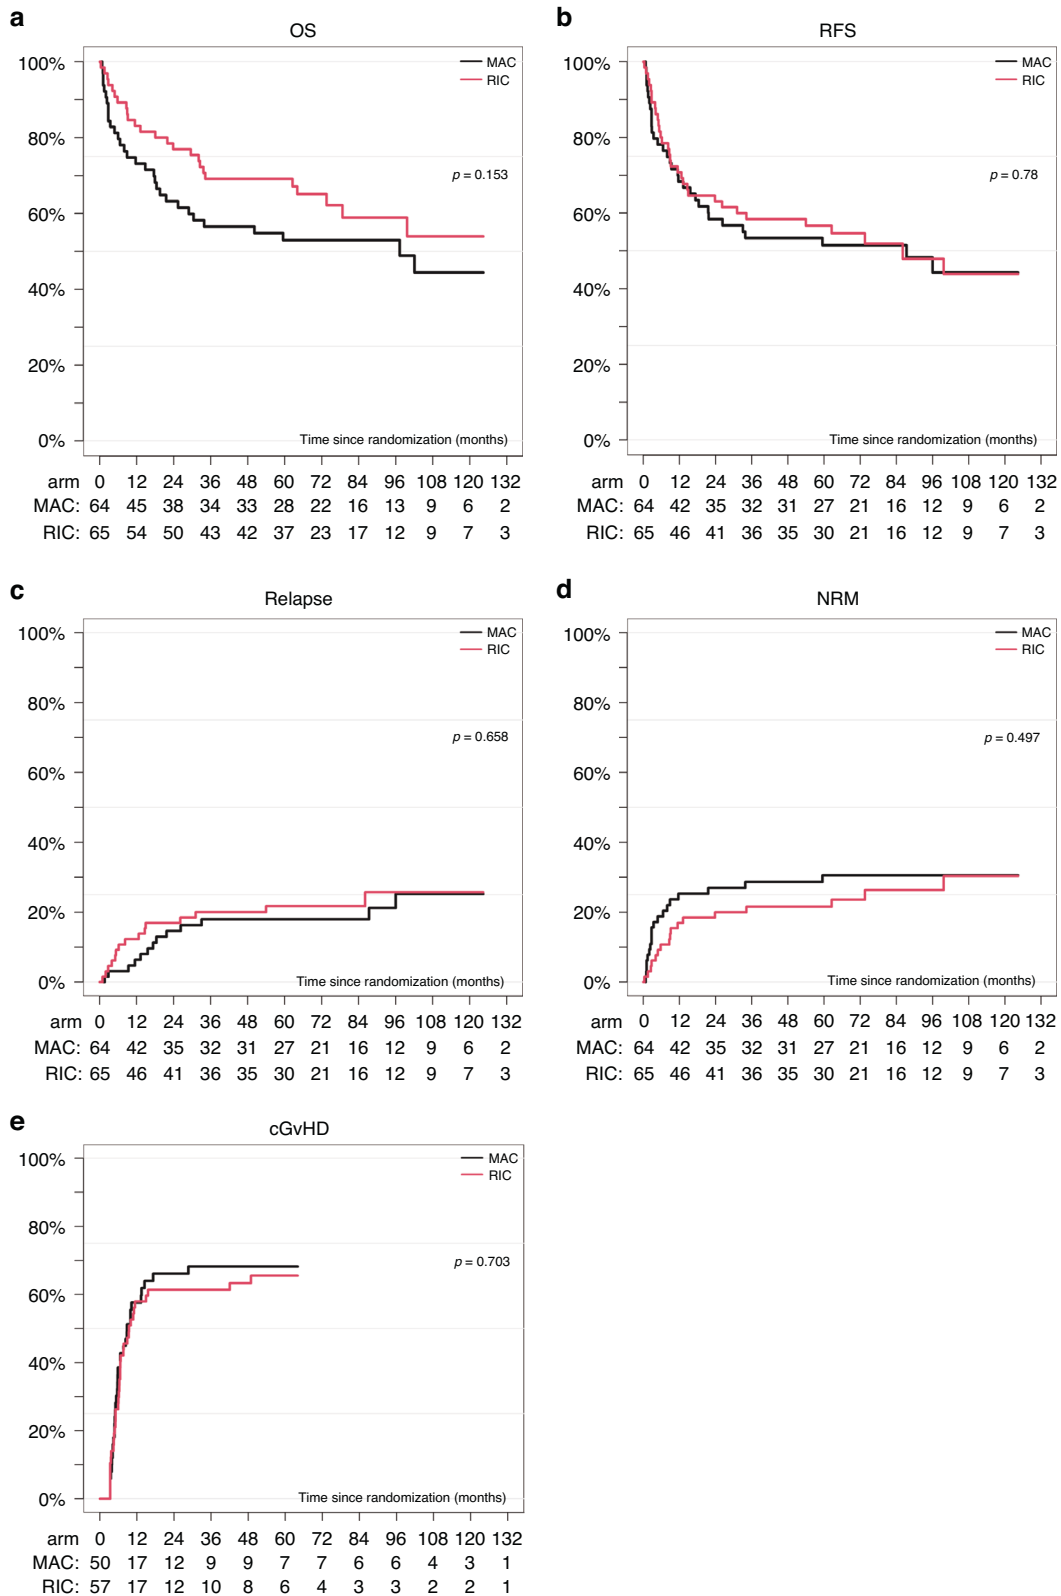 a
OS
100%
80%
60%
40%
20%
0%
MAC
RIC
p = 0.153
Time since randomization (months)
arm 0 12 24 36 48 60 72 84 96 108 120 132
MAC: 64 45 38 34 33 28 22 16 13 9 6 2
RIC: 65 54 50 43 42 37 23 17 12 9 7 3
b
RFS
100%
80%
60%
40%
20%
0%
MAC
RIC
p = 0.78
Time since randomization (months)
0 12 24 36 48 60 72 84 96 108 120 132
64 42 35 32 31 27 21 16 12 9 6 2
65 46 41 36 35 30 21 16 12 9 7 3
c
Relapse
100%
80%
60%
40%
20%
0%
MAC
RIC
p = 0.658
Time since randomization (months)
arm 0 12 24 36 48 60 72 84 96 108 120 132
MAC: 64 42 35 32 31 27 21 16 12 9 6 2
RIC: 65 46 41 36 35 30 21 16 12 9 7 3
d
NRM
100%
80%
60%
40%
20%
0%
MAC
RIC
p = 0.497
Time since randomization (months)
arm 0 12 24 36 48 60 72 84 96 108 120 132
MAC: 64 42 35 32 31 27 21 16 12 9 6 2
RIC: 65 46 41 36 35 30 21 16 12 9 7 3
e
cGvHD
100%
80%
60%
40%
20%
0%
MAC
RIC
p = 0.703
Time since randomization (months)
arm 0 12 24 36 48 60 72 84 96 108 120 132
MAC: 50 17 12 9 9 7 7 6 6 4 3 1
RIC: 57 17 12 10 8 6 4 3 3 2 2 1